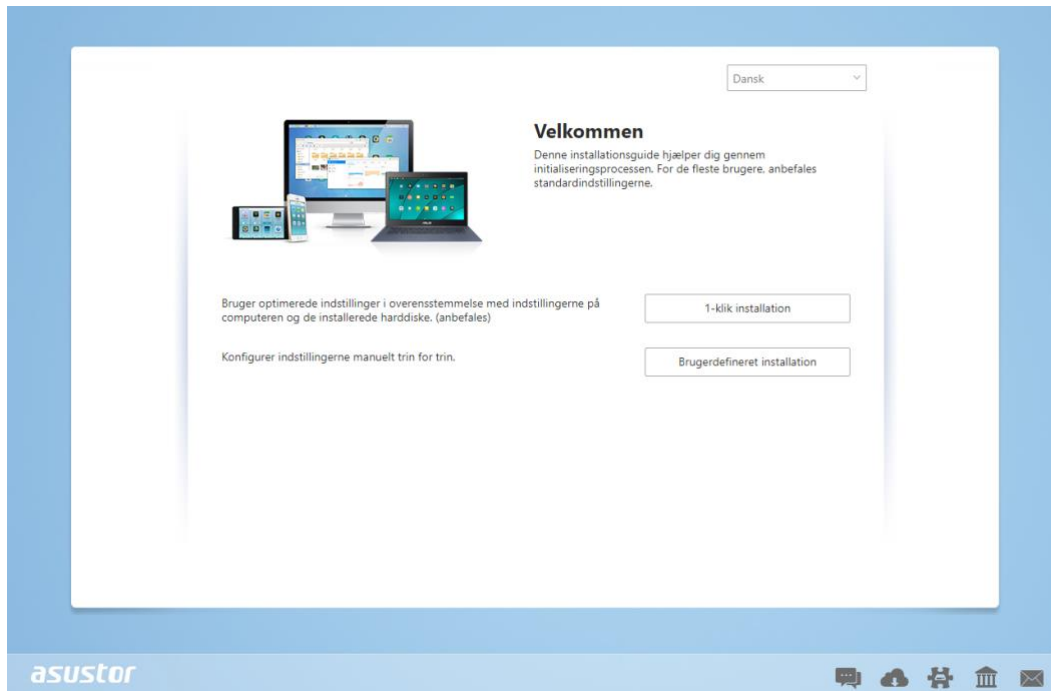 Dansk
Velkommen
Denne installationsguide hjælper dig gennem
initialiseringsprocessen. For de fleste brugere, anbefales
standardindstillingerne.
Bruger optimerede indstillinger i overensstemmelse med indstillingerne på
computeren og de installerede harddiske. (anbefales)
1-klik installation
Konfigurer indstillingerne manuelt trin for trin.
Brugerdefineret installation
asustor